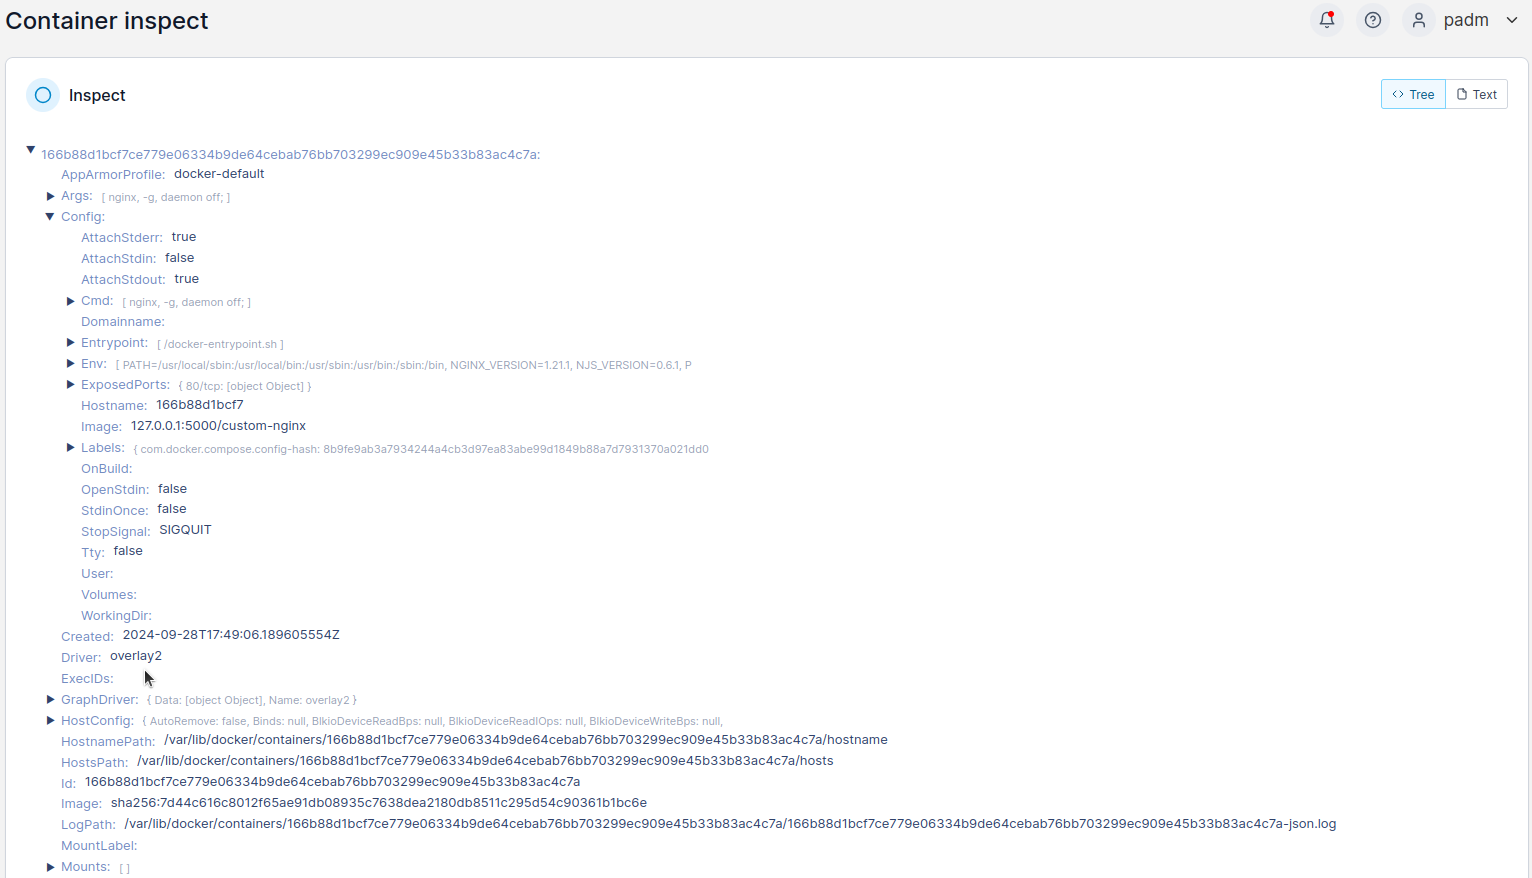 Container inspect
padm
Inspect
Tree
Text
166b88d1bcf7ce779e06334b9de64cebab76bb703299ec909e45b33b83ac4c7a:
AppArmorProfile: docker-default
Args: [ nginx, -g, daemon off; ]
Config:
AttachStderr: true
AttachStdin: false
AttachStdout: true
Cmd: [ nginx, -g, daemon off; ]
Domainname:
Entrypoint: [ /docker-entrypoint.sh ]
Env: [ PATH=/usr/local/sbin:/usr/local/bin:/usr/sbin:/usr/bin:/sbin:/bin, NGINX_VERSION=1.21.1, NJS_VERSION=0.6.1, P
ExposedPorts: { 80/tcp: [object Object] }
Hostname: 166b88d1bcf7
Image: 127.0.0.1:5000/custom-nginx
Labels: { com.docker.compose.config-hash: 8b9fe9ab3a7934244a4cb3d97ea83abe99d1849b88a7d7931370a021dd0
OnBuild:
OpenStdin: false
StdinOnce: false
StopSignal: SIGQUIT
Tty: false
User:
Volumes:
WorkingDir:
Created: 2024-09-28T17:49:06.189605554Z
Driver: overlay2
ExecIDs:
GraphDriver: { Data: [object Object], Name: overlay2 }
HostConfig: { AutoRemove: false, Binds: null, BlkioDeviceReadBps: null, BlkioDeviceReadIOps: null, BlkioDeviceWriteBps: null,
HostnamePath: /var/lib/docker/containers/166b88d1bcf7ce779e06334b9de64cebab76bb703299ec909e45b33b83ac4c7a/hostname
HostsPath: /var/lib/docker/containers/166b88d1bcf7ce779e06334b9de64cebab76bb703299ec909e45b33b83ac4c7a/hosts
Id: 166b88d1bcf7ce779e06334b9de64cebab76bb703299ec909e45b33b83ac4c7a
Image: sha256:7d44c616c8012f65ae91db08935c7638dea2180db8511c295d54c90361b1bc6e
LogPath: /var/lib/docker/containers/166b88d1bcf7ce779e06334b9de64cebab76bb703299ec909e45b33b83ac4c7a/166b88d1bcf7ce779e06334b9de64cebab76bb703299ec909e45b33b83ac4c7a-json.log
MountLabel:
Mounts: [ ]